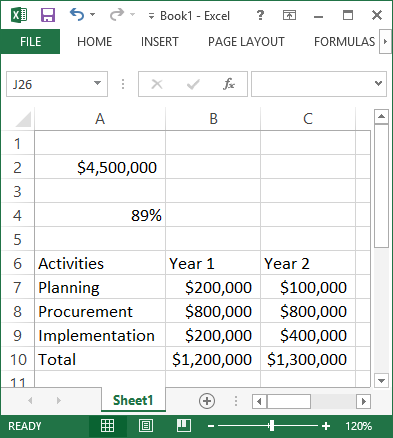 Book1 - Excel
FILE HOME INSERT PAGE LAYOUT FORMULAS
J26 fx
A B C
1
2 $4,500,000
3
4 89%
5
6 Activities Year 1 Year 2
7 Planning $200,000 $100,000
8 Procurement $800,000 $800,000
9 Implementation $200,000 $400,000
10 Total $1,200,000 $1,300,000
11
Sheet1
READY 120%